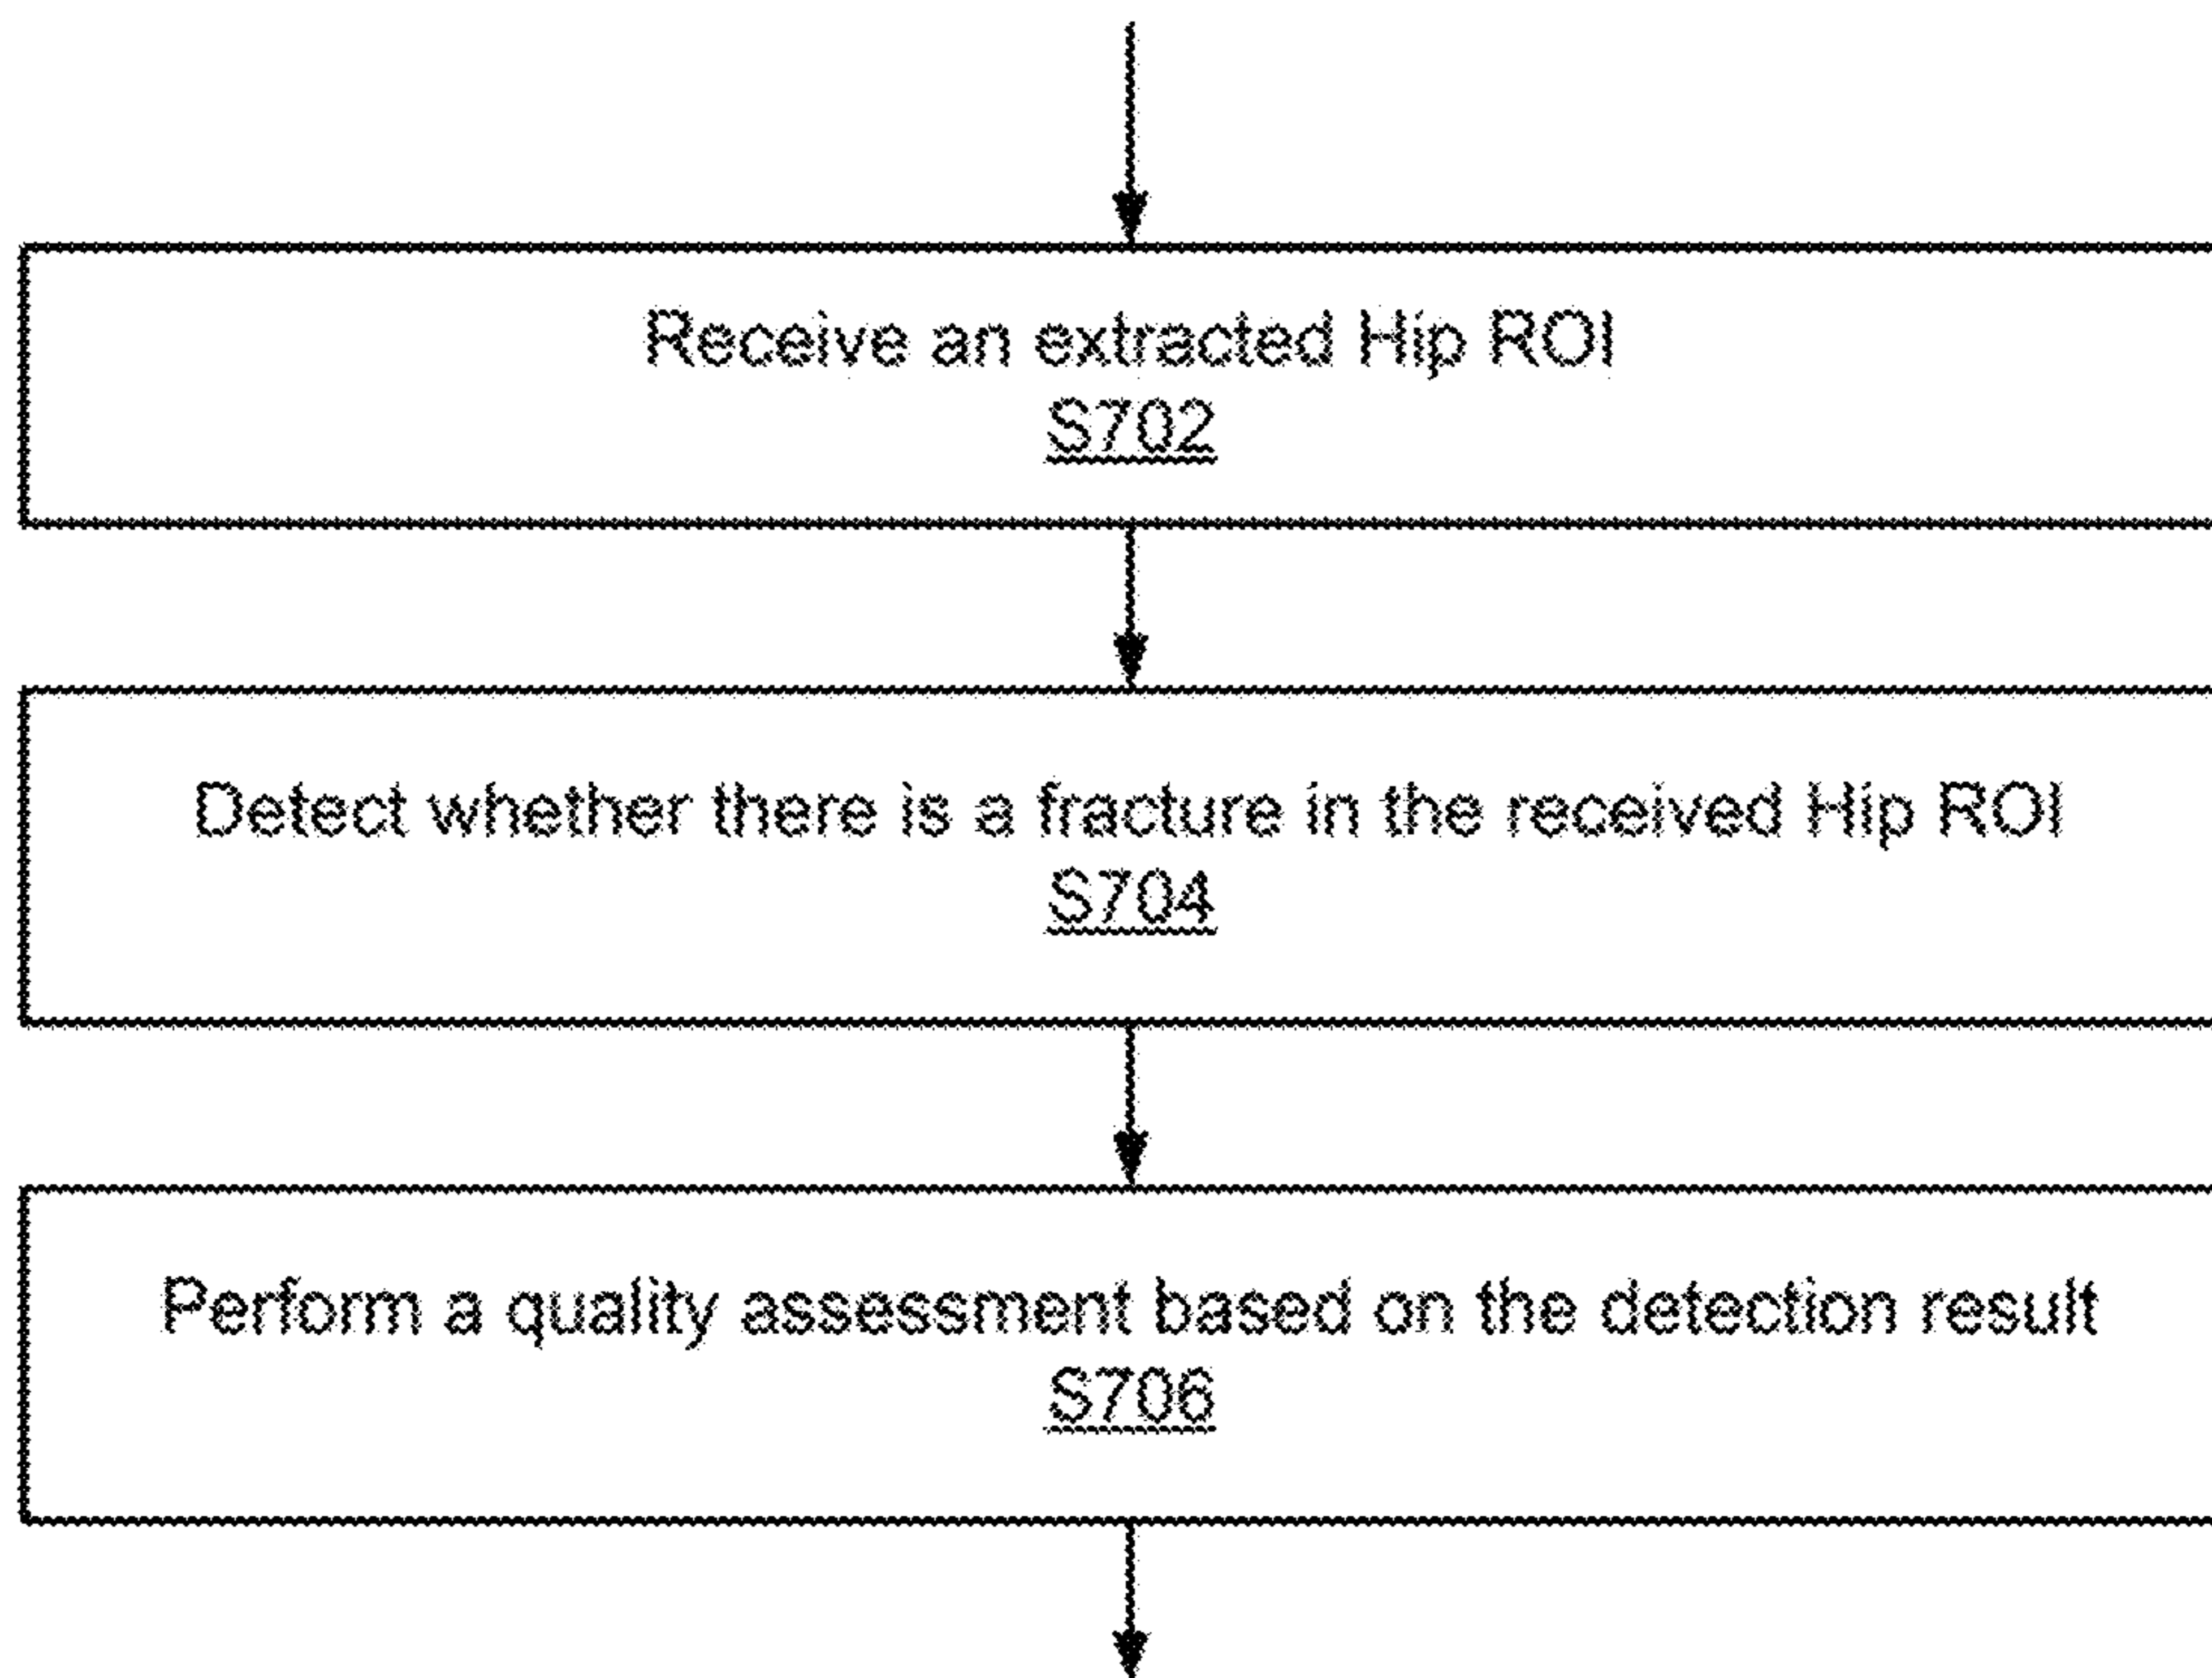 Receive an extracted Hip ROI
S702
Detect whether there is a fracture in the received Hip ROI
S704
Perform a quality assessment based on the detection result
S706